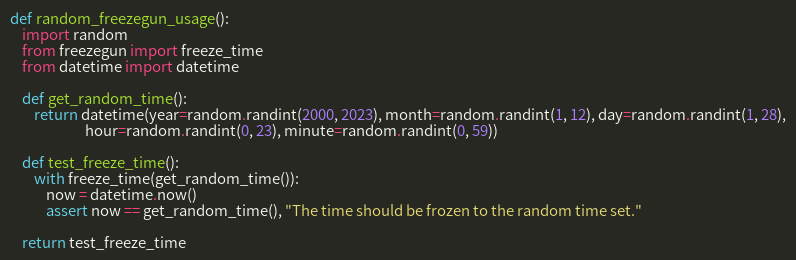 def random_freezegun_usage():
    import random
    from freezegun import freeze_time
    from datetime import datetime

    def get_random_time():
        return datetime(year=random.randint(2000, 2023), month=random.randint(1, 12), day=random.randint(1, 28),
                        hour=random.randint(0, 23), minute=random.randint(0, 59))

    def test_freeze_time():
        with freeze_time(get_random_time()):
            now = datetime.now()
            assert now == get_random_time(), "The time should be frozen to the random time set."

    return test_freeze_time